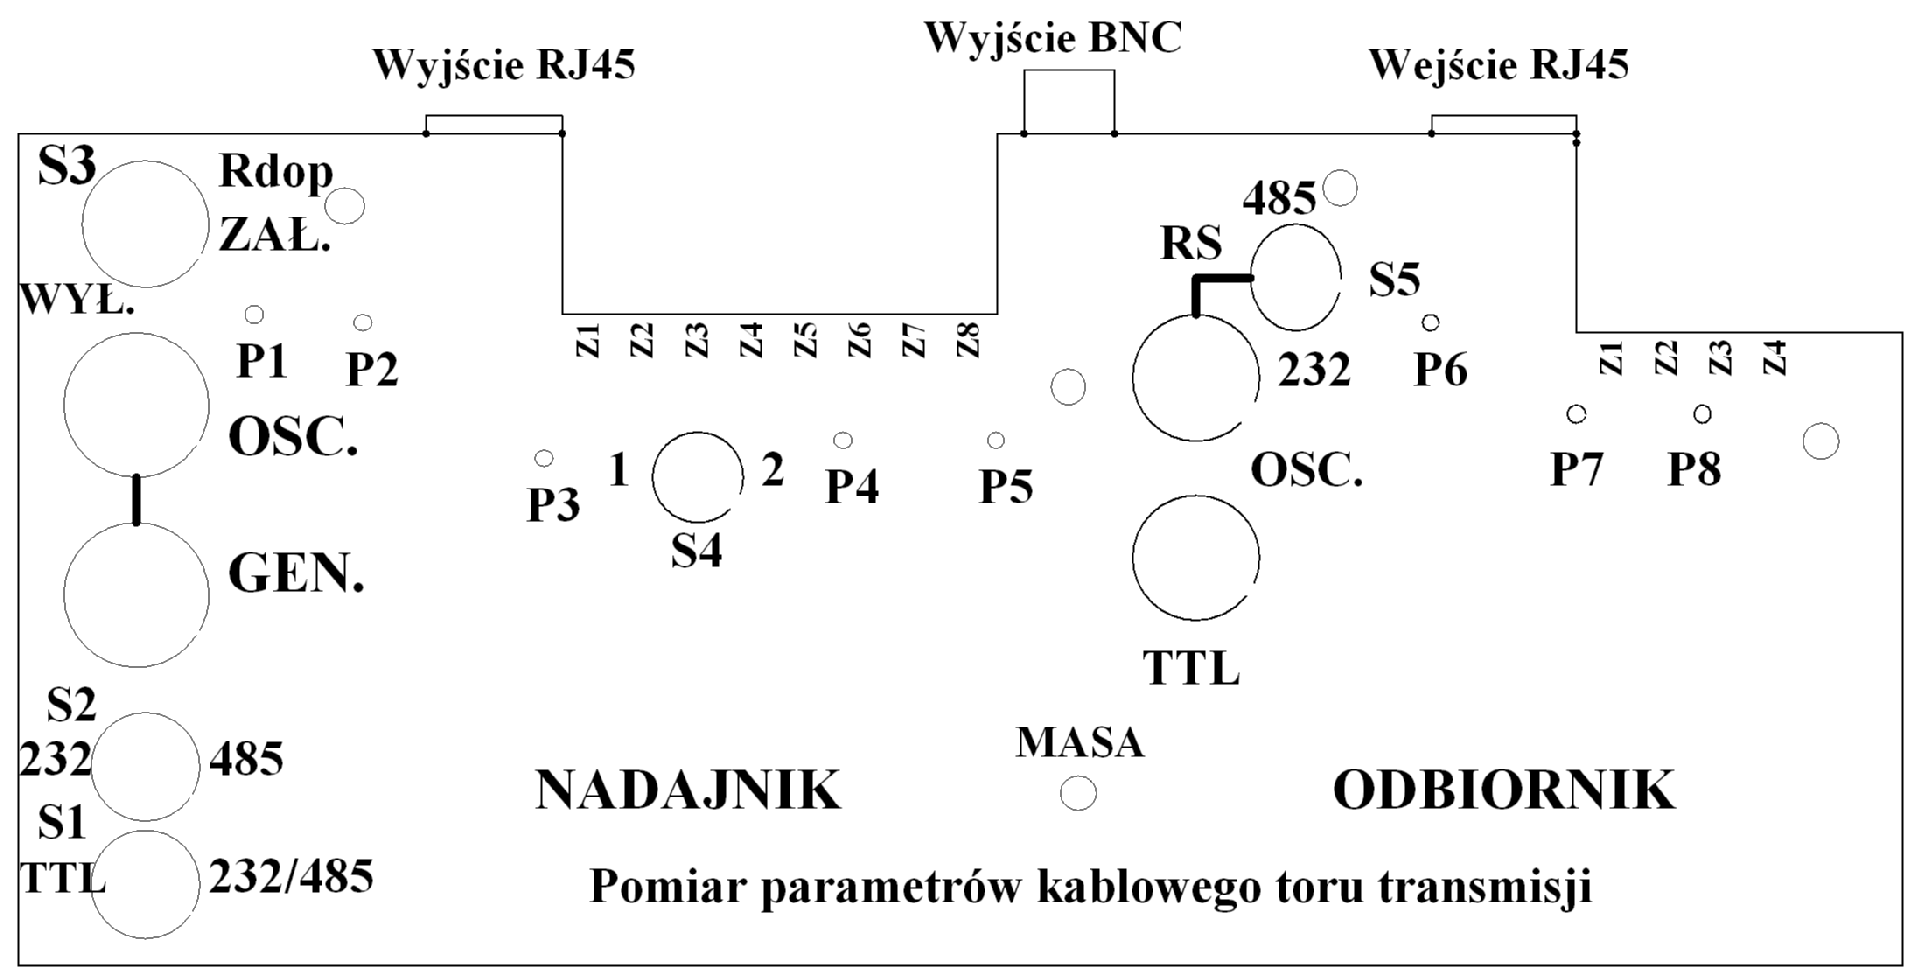 Wyjście RJ45
Wyjście BNC
Wejście RJ45
S3
Rdop
ZAŁ.
WYŁ.
P1
P2
OSC.
GEN.
S2
232
485
S1
TTL
232/485
Z1
Z2
Z3
Z4
Z5
Z6
Z7
Z8
P3
1
2
S4
P4
P5
485
RS
S5
232
P6
OSC.
TTL
Z1
Z2
Z3
Z4
P7
P8
MASA
NADAJNIK
ODBIORNIK
Pomiar parametrów kablowego toru transmisji